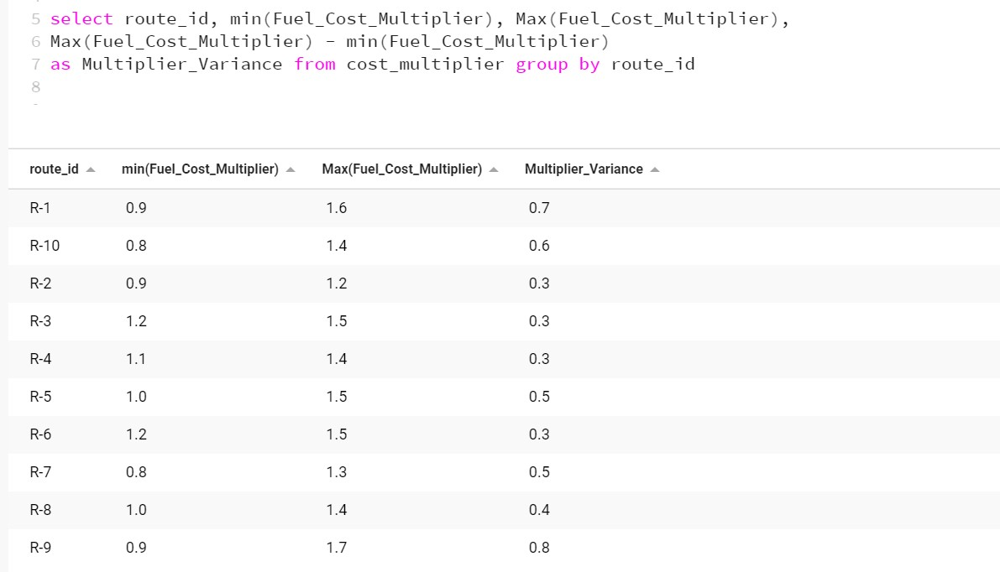 5 select route_id, min(Fuel_Cost_Multiplier), Max(Fuel_Cost_Multiplier),
6 Max(Fuel_Cost_Multiplier) - min(Fuel_Cost_Multiplier)
7 as Multiplier_Variance from cost_multiplier group by route_id
8
route_id min(Fuel_Cost_Multiplier) Max(Fuel_Cost_Multiplier) Multiplier_Variance
R-1 0.9 1.6 0.7
R-10 0.8 1.4 0.6
R-2 0.9 1.2 0.3
R-3 1.2 1.5 0.3
R-4 1.1 1.4 0.3
R-5 1.0 1.5 0.5
R-6 1.2 1.5 0.3
R-7 0.8 1.3 0.5
R-8 1.0 1.4 0.4
R-9 0.9 1.7 0.8